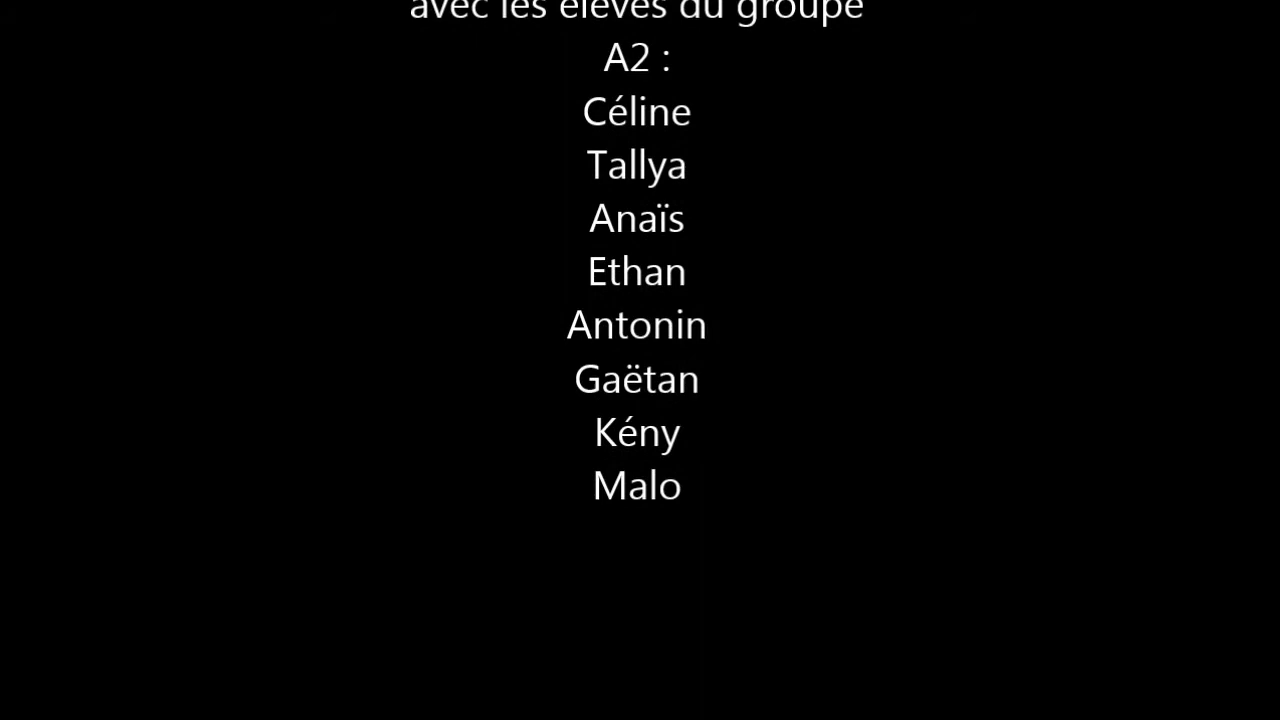 avec les élèves du groupe
A2 :
Céline
Tallya
Anaïs
Ethan
Antonin
Gaëtan
Kény
Malo